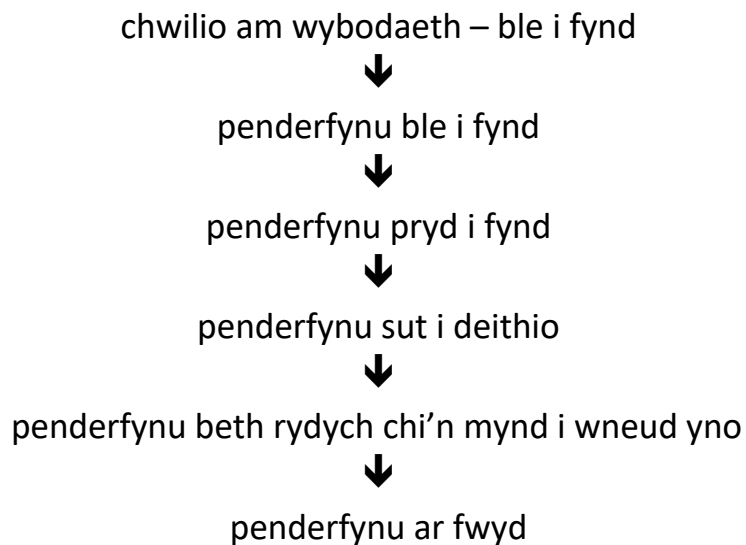 chwilio am wybodaeth – ble i fynd
penderfynu ble i fynd
penderfynu pryd i fynd
penderfynu sut i deithio
penderfynu beth rydych chi’n mynd i wneud yno
penderfynu ar fwyd